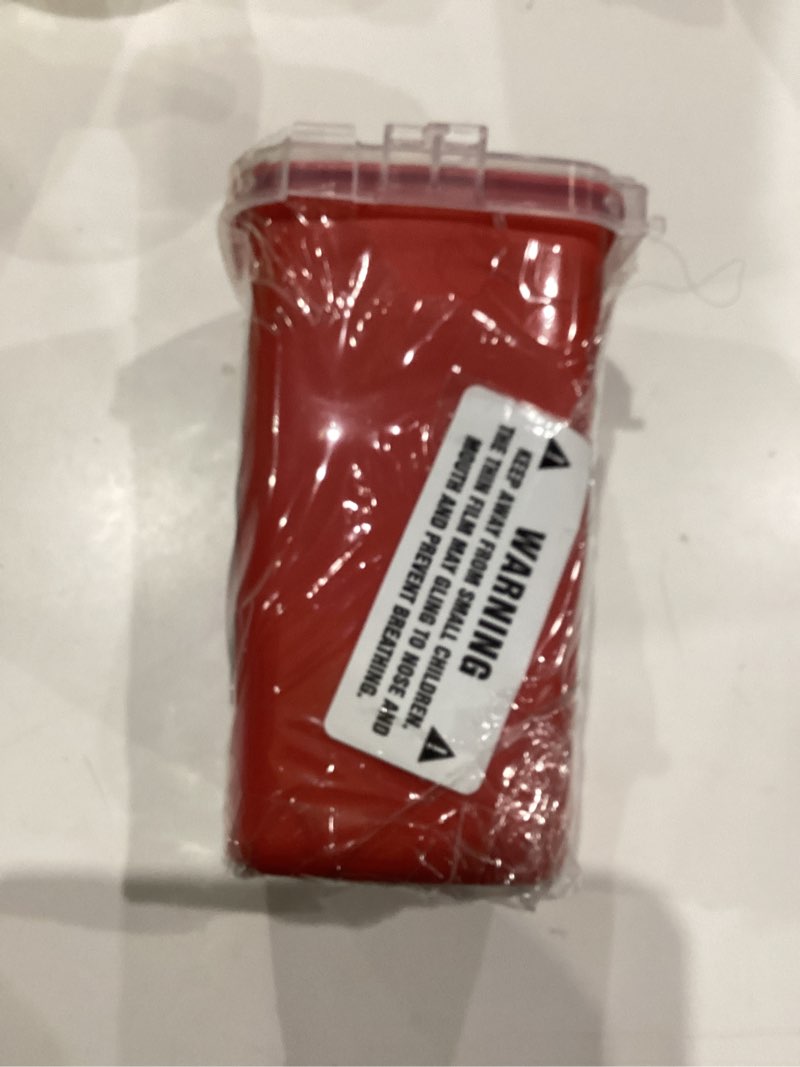 WARNING
KEEP AWAY FROM SMALL CHILDREN.
THE THIN FILM MAY CLING TO NOSE AND
MOUTH AND PREVENT BREATHING.